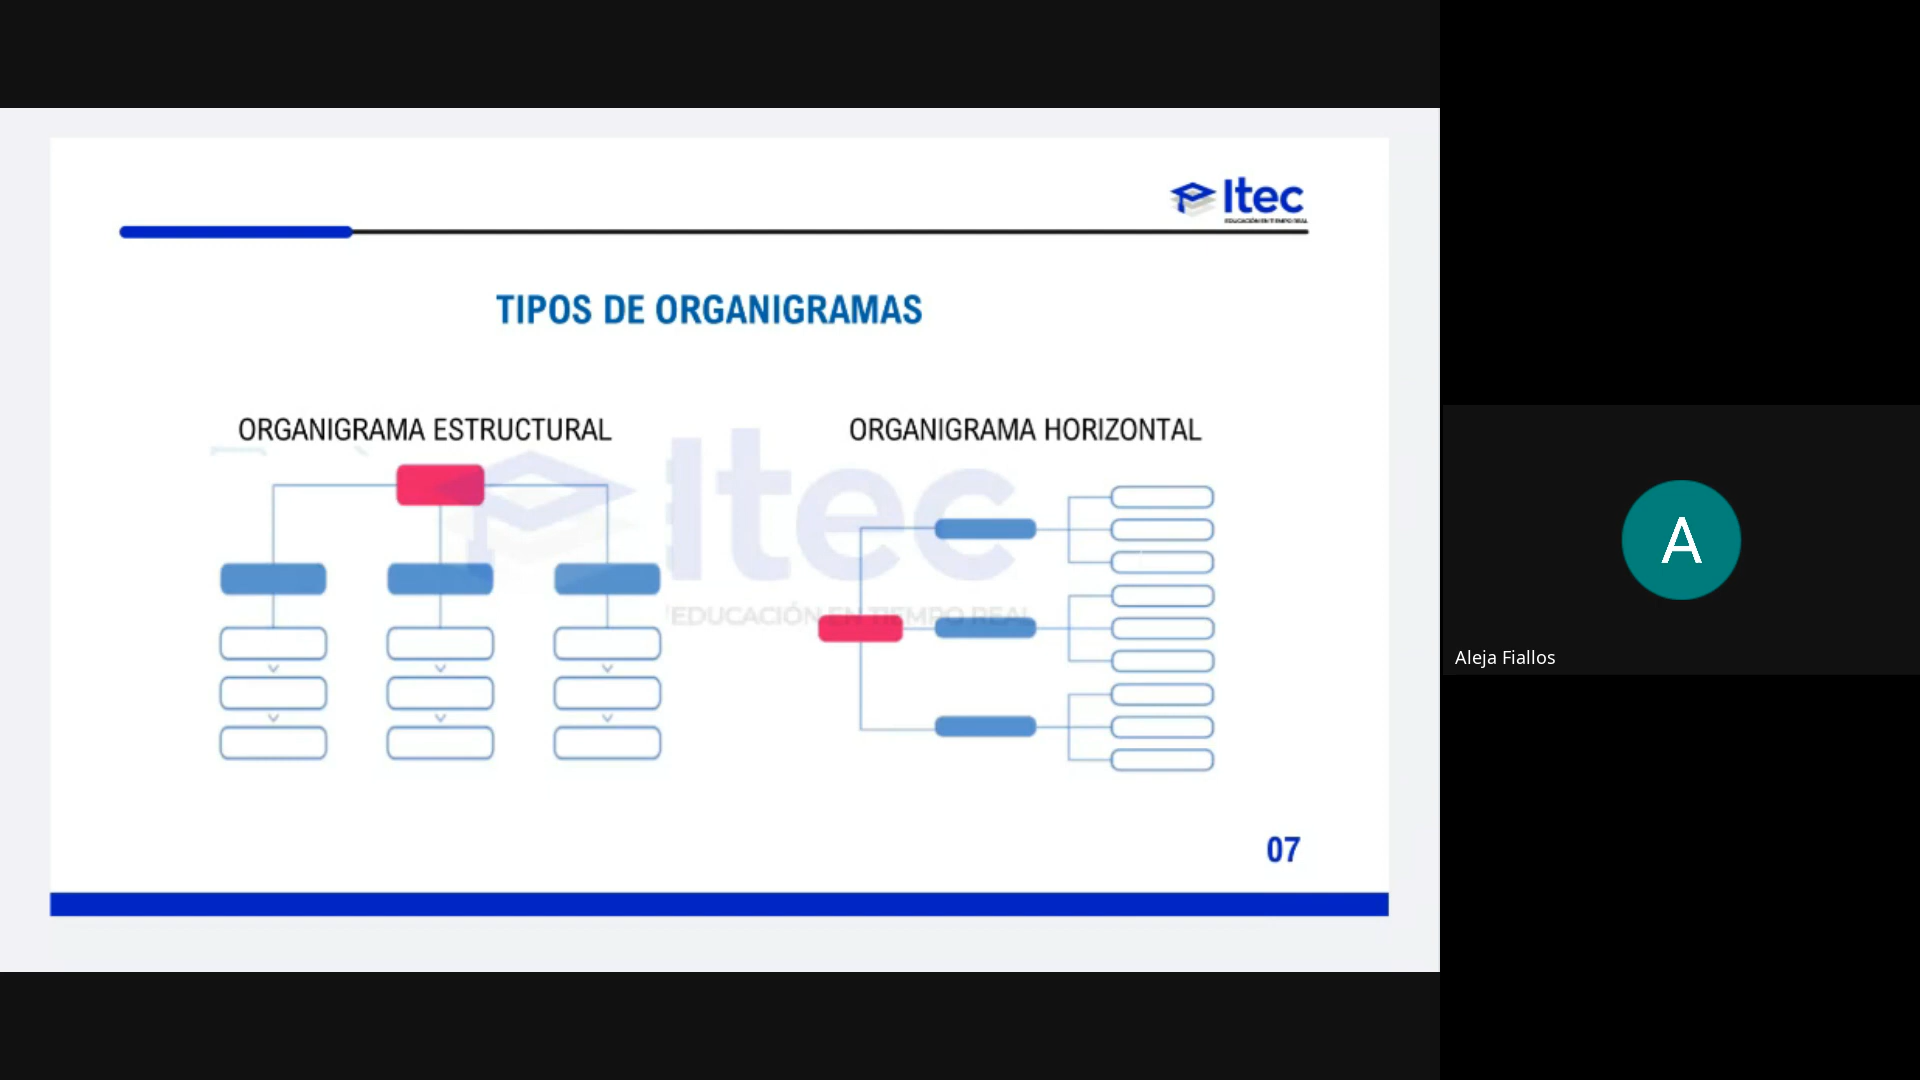 Itec
EDUCACIÓN EN TIEMPO REAL
TIPOS DE ORGANIGRAMAS
ORGANIGRAMA ESTRUCTURAL
ORGANIGRAMA HORIZONTAL
Itec
EDUCACIÓN EN TIEMPO REAL
07
A
Aleja Fiallos